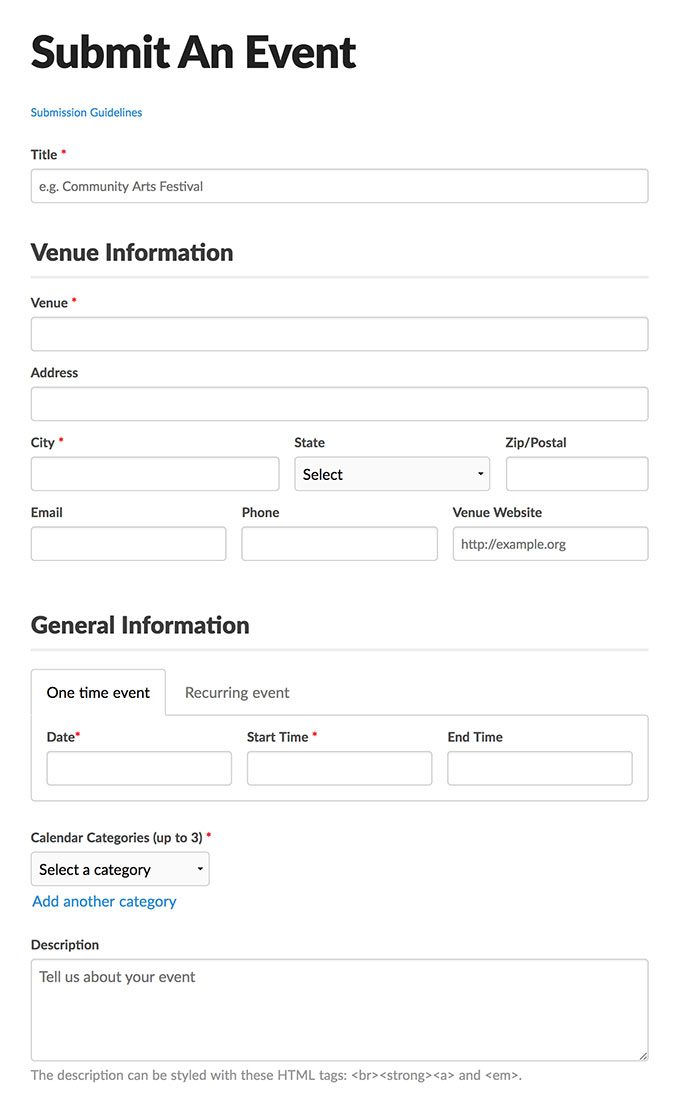 Submit An Event
Submission Guidelines
Title *
e.g. Community Arts Festival
Venue Information
Venue *
Address
City * State Zip/Postal
Select
Email Phone Venue Website
http://example.org
General Information
One time event Recurring event
Date* Start Time * End Time
Calendar Categories (up to 3) *
Select a category
Add another category
Description
Tell us about your event
The description can be styled with these HTML tags: <br><strong><a> and <em>.